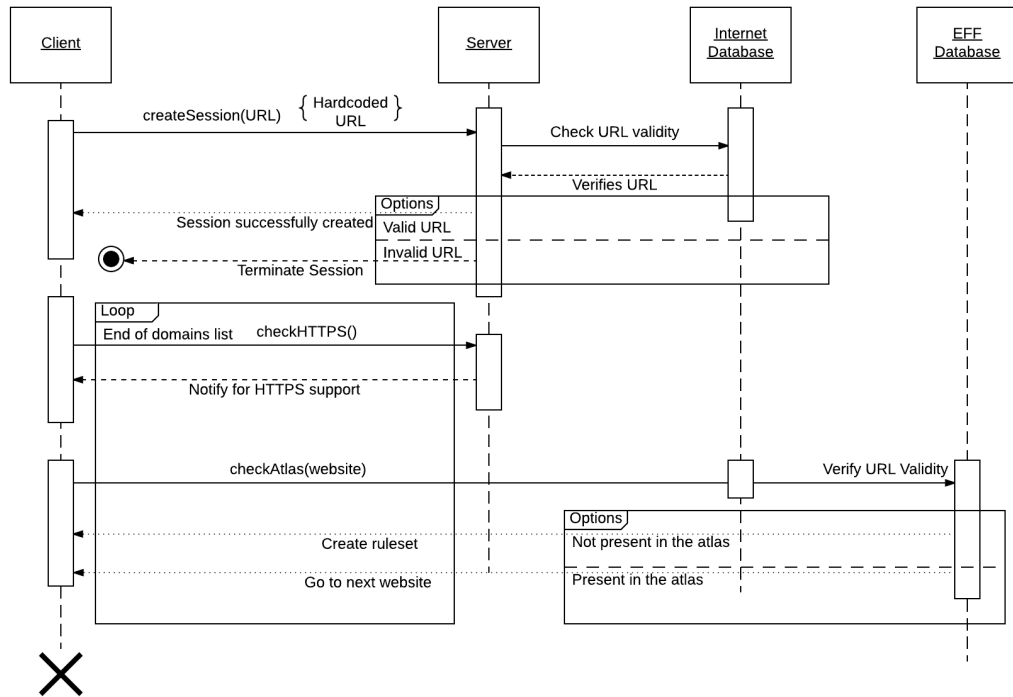 Client
Server
Internet
Database
EFF
Database
createSession(URL)
{ Hardcoded }
URL
Check URL validity
Verifies URL
Options
Session successfully created
Valid URL
Invalid URL
Terminate Session
Loop
End of domains list
checkHTTPS()
Notify for HTTPS support
checkAtlas(website)
Verify URL Validity
Options
Create ruleset
Not present in the atlas
Go to next website
Present in the atlas